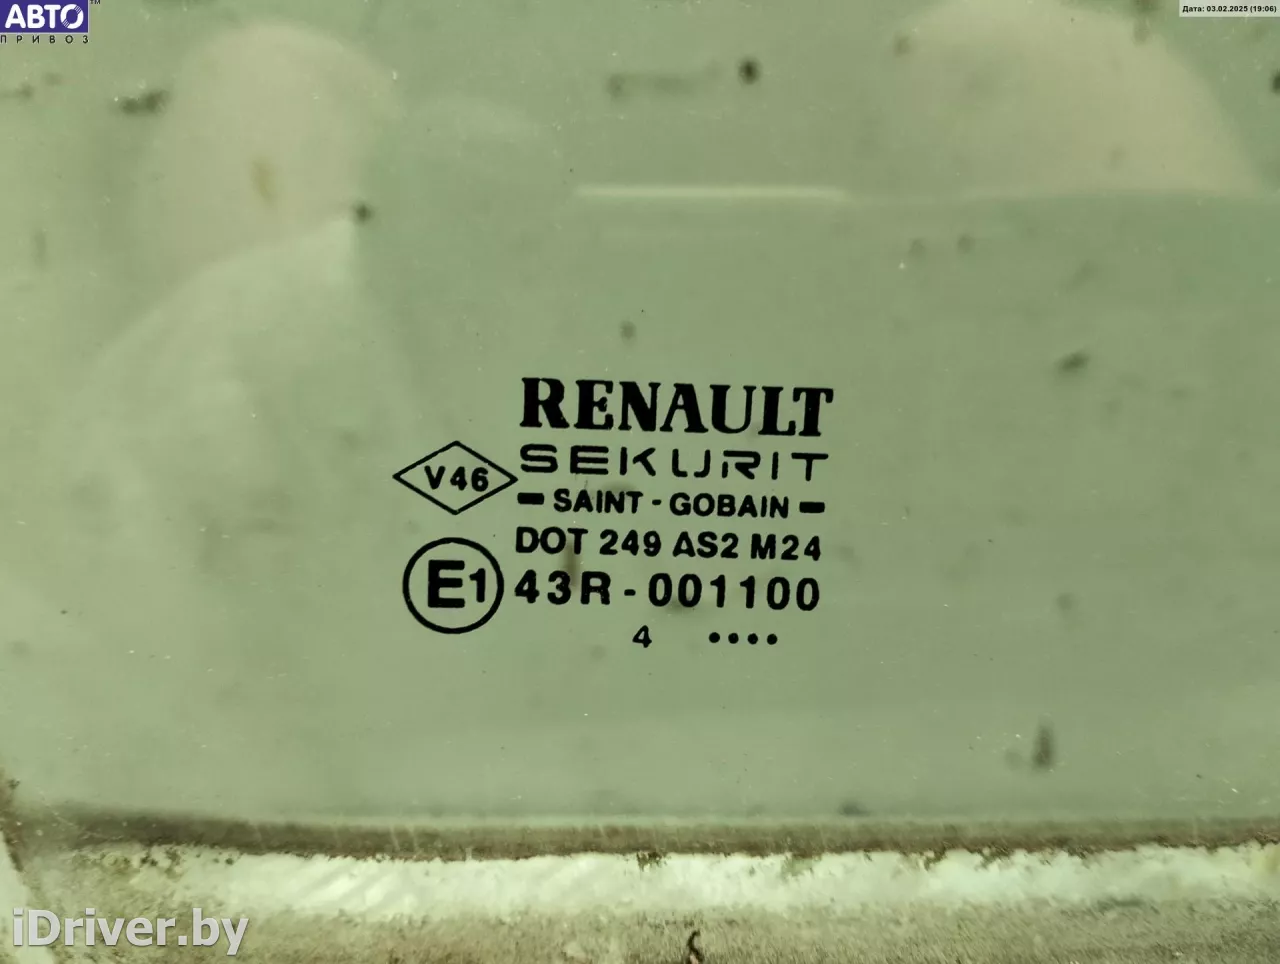 АВТО
ПРИВОЗ
Дата: 03.02.2025 (19:06)
RENAULT
SEKURIT
V46
SAINT - GOBAIN
DOT 249 AS2 M24
E1 43R - 001100
4 ....
iDriver.by